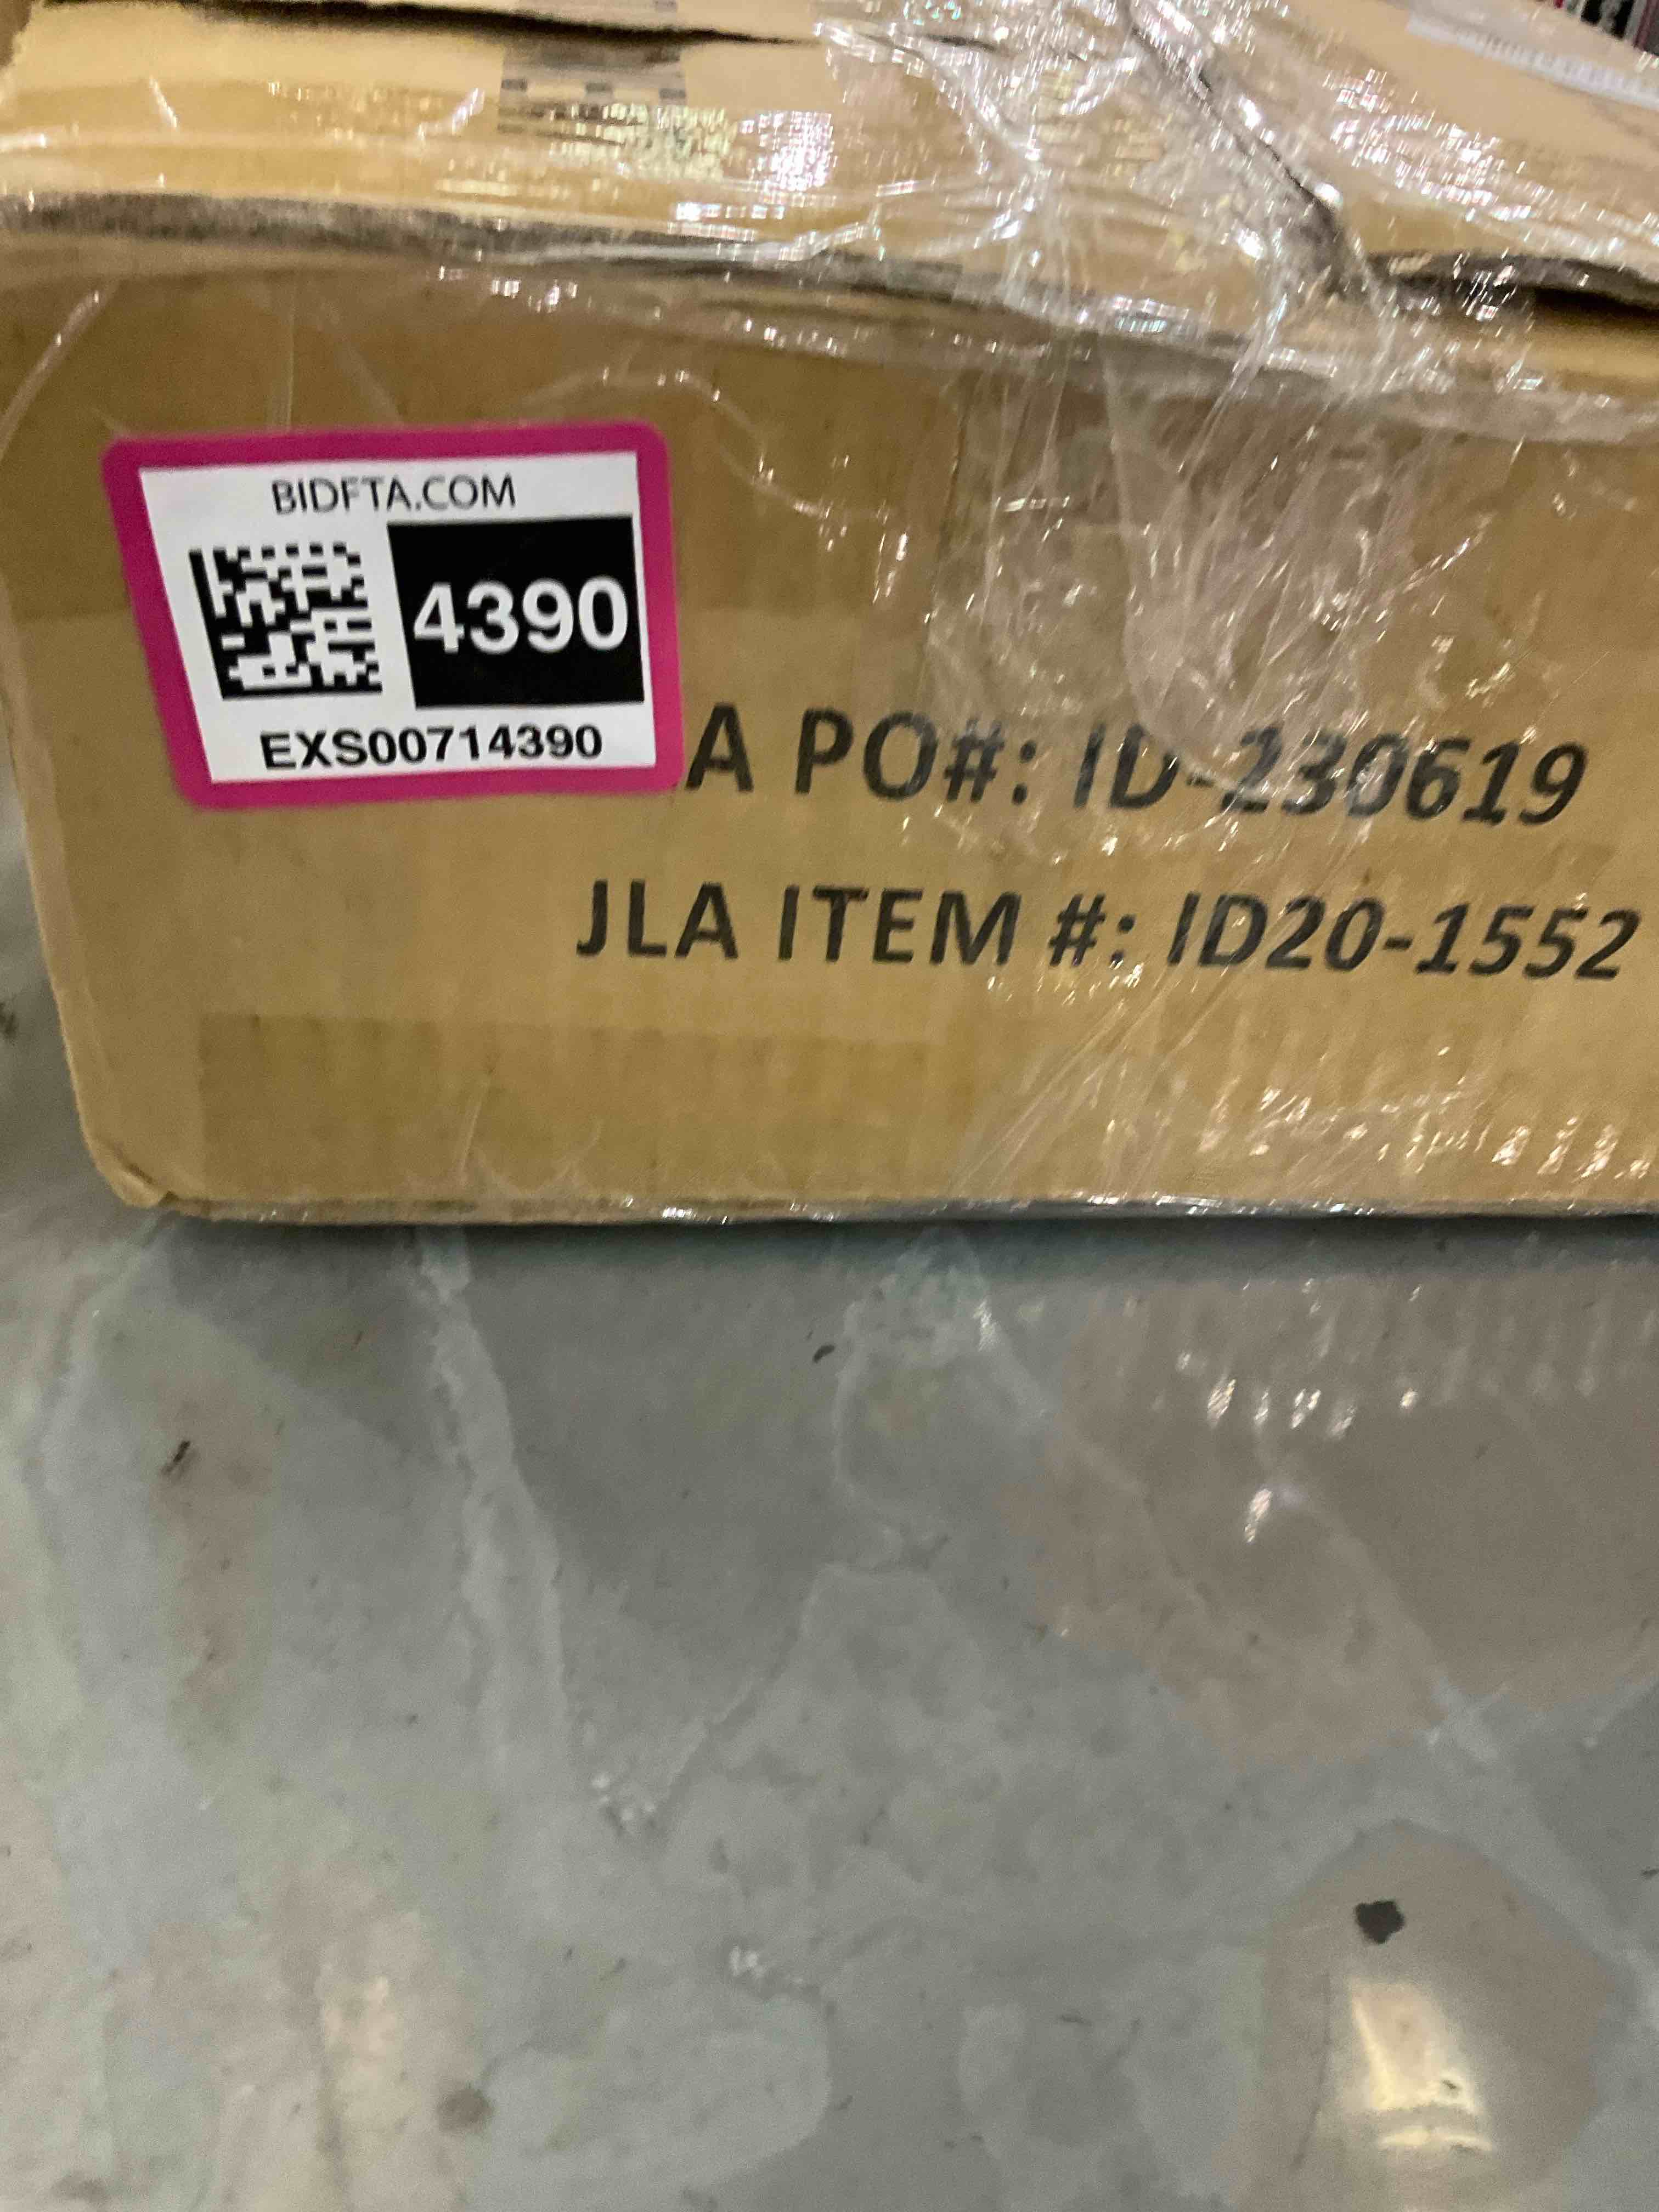 BIDFTA.COM
4390
EXS00714390
A PO#: ID-230619
JLA ITEM #: ID20-1552